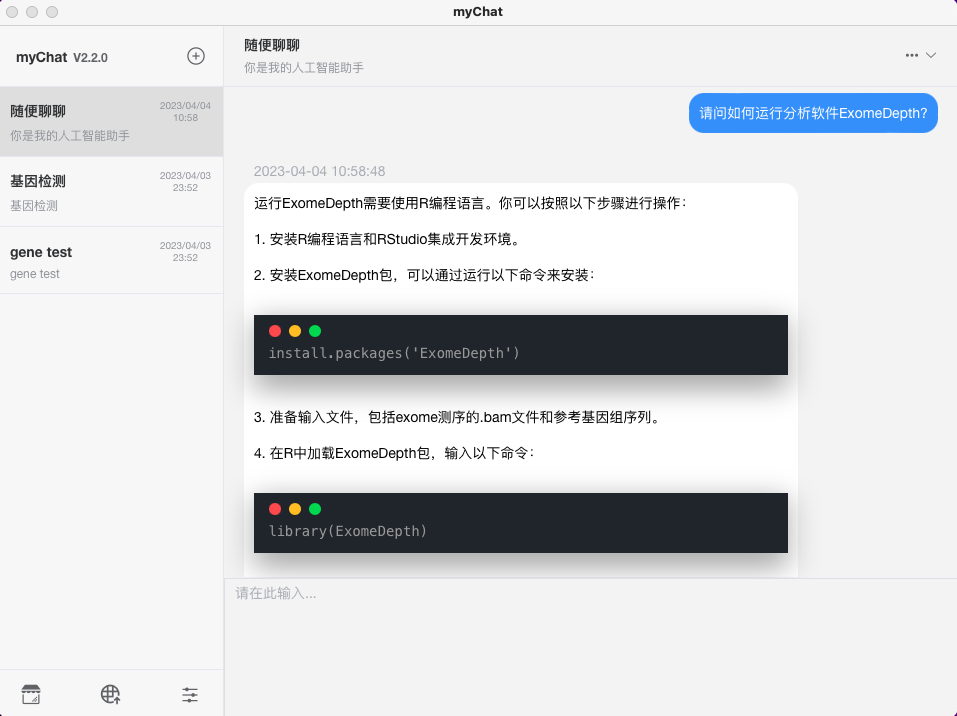 myChat
myChat V2.2.0
随便聊聊
2023/04/04
10:58
你是我的人工智能助手
基因检测
2023/04/03
23:52
基因检测
gene test
2023/04/03
23:52
gene test
随便聊聊
你是我的人工智能助手
请问如何运行分析软件ExomeDepth?
2023-04-04 10:58:48
运行ExomeDepth需要使用R编程语言。你可以按照以下步骤进行操作：
1. 安装R编程语言和RStudio集成开发环境。
2. 安装ExomeDepth包，可以通过运行以下命令来安装：
install.packages('ExomeDepth')
3. 准备输入文件，包括exome测序的.bam文件和参考基因组序列。
4. 在R中加载ExomeDepth包，输入以下命令：
library(ExomeDepth)
请在此输入...